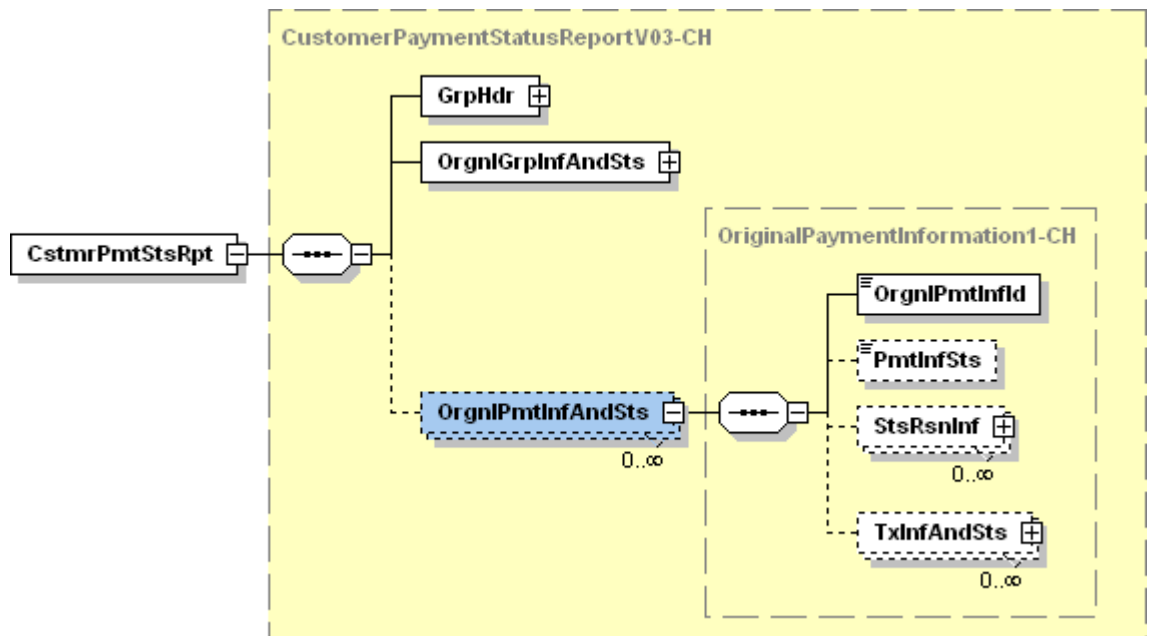 CustomerPaymentStatusReportV03-CH
GrpHdr
OrgnlGrpInfAndSts
CstmrPmtStsRpt
OriginalPaymentInformation1-CH
OrgnlPmtInfId
PmtInfSts
OrgnlPmtInfAndSts
0..∞
StsRsnInf
0..∞
TxInfAndSts
0..∞